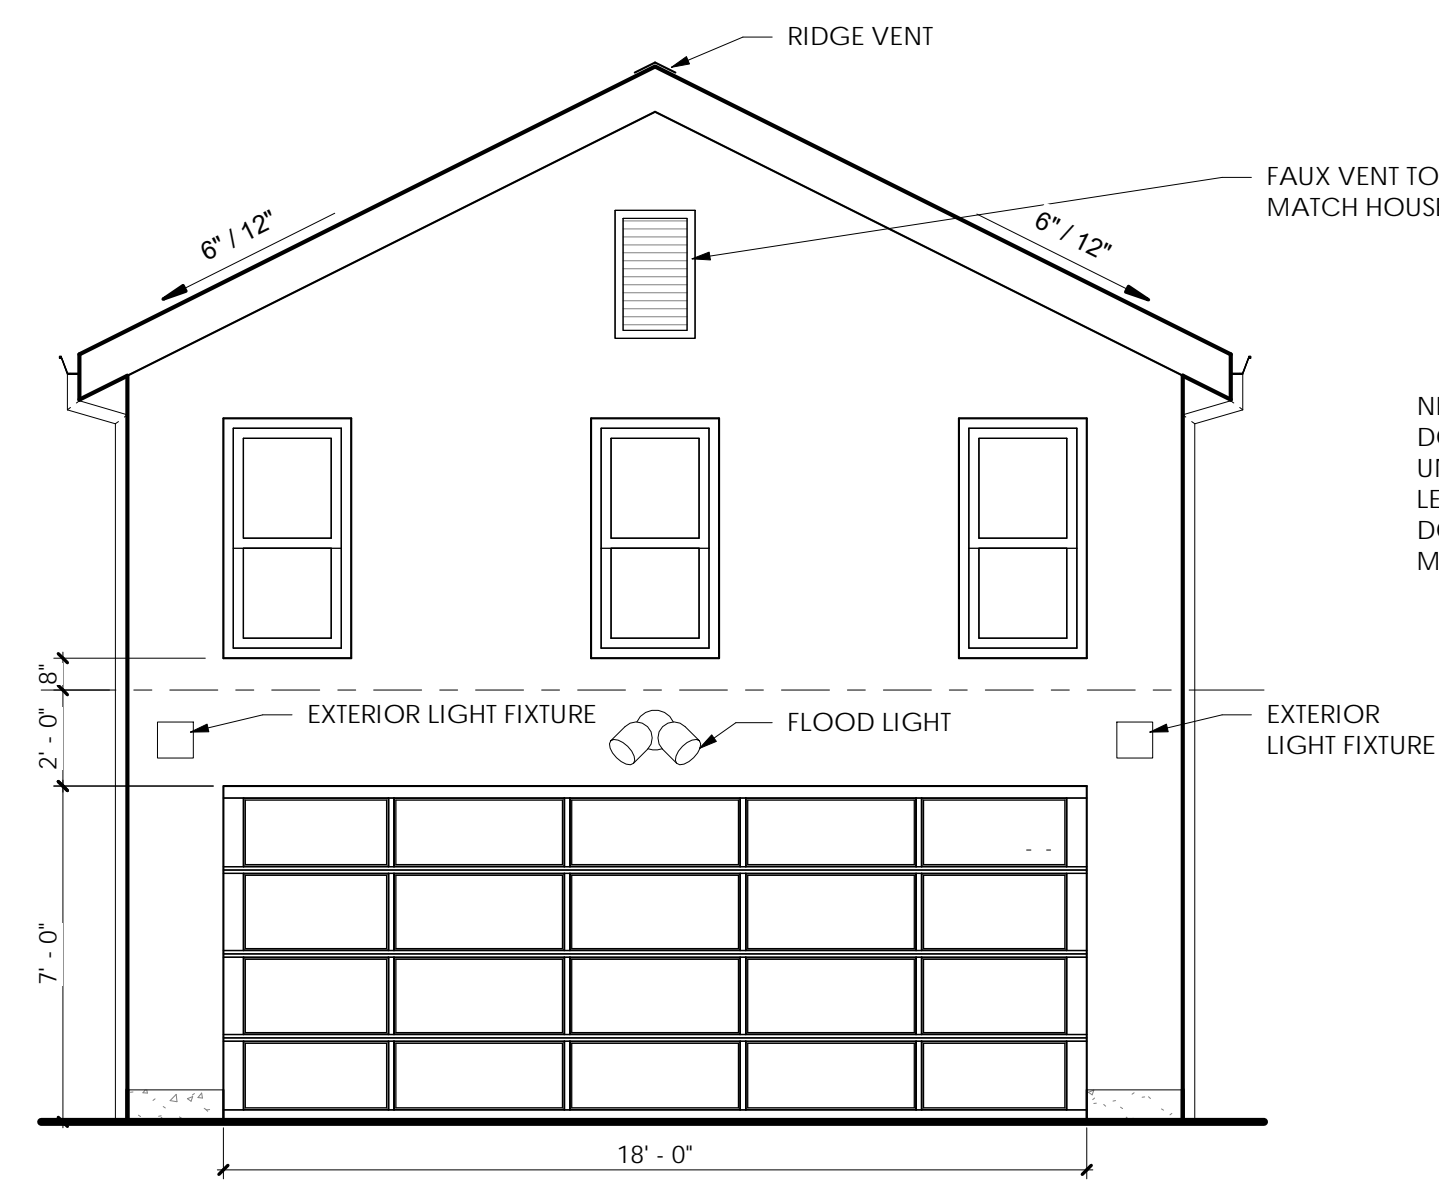 RIDGE VENT
FAUX VENT TO
MATCH
6" / 12"
6" / 12"
8"
2' - 0"
EXTERIOR LIGHT FIXTURE
FLOOD LIGHT
EXTERIOR
LIGHT FIXTURE
7' - 0"
18' - 0"